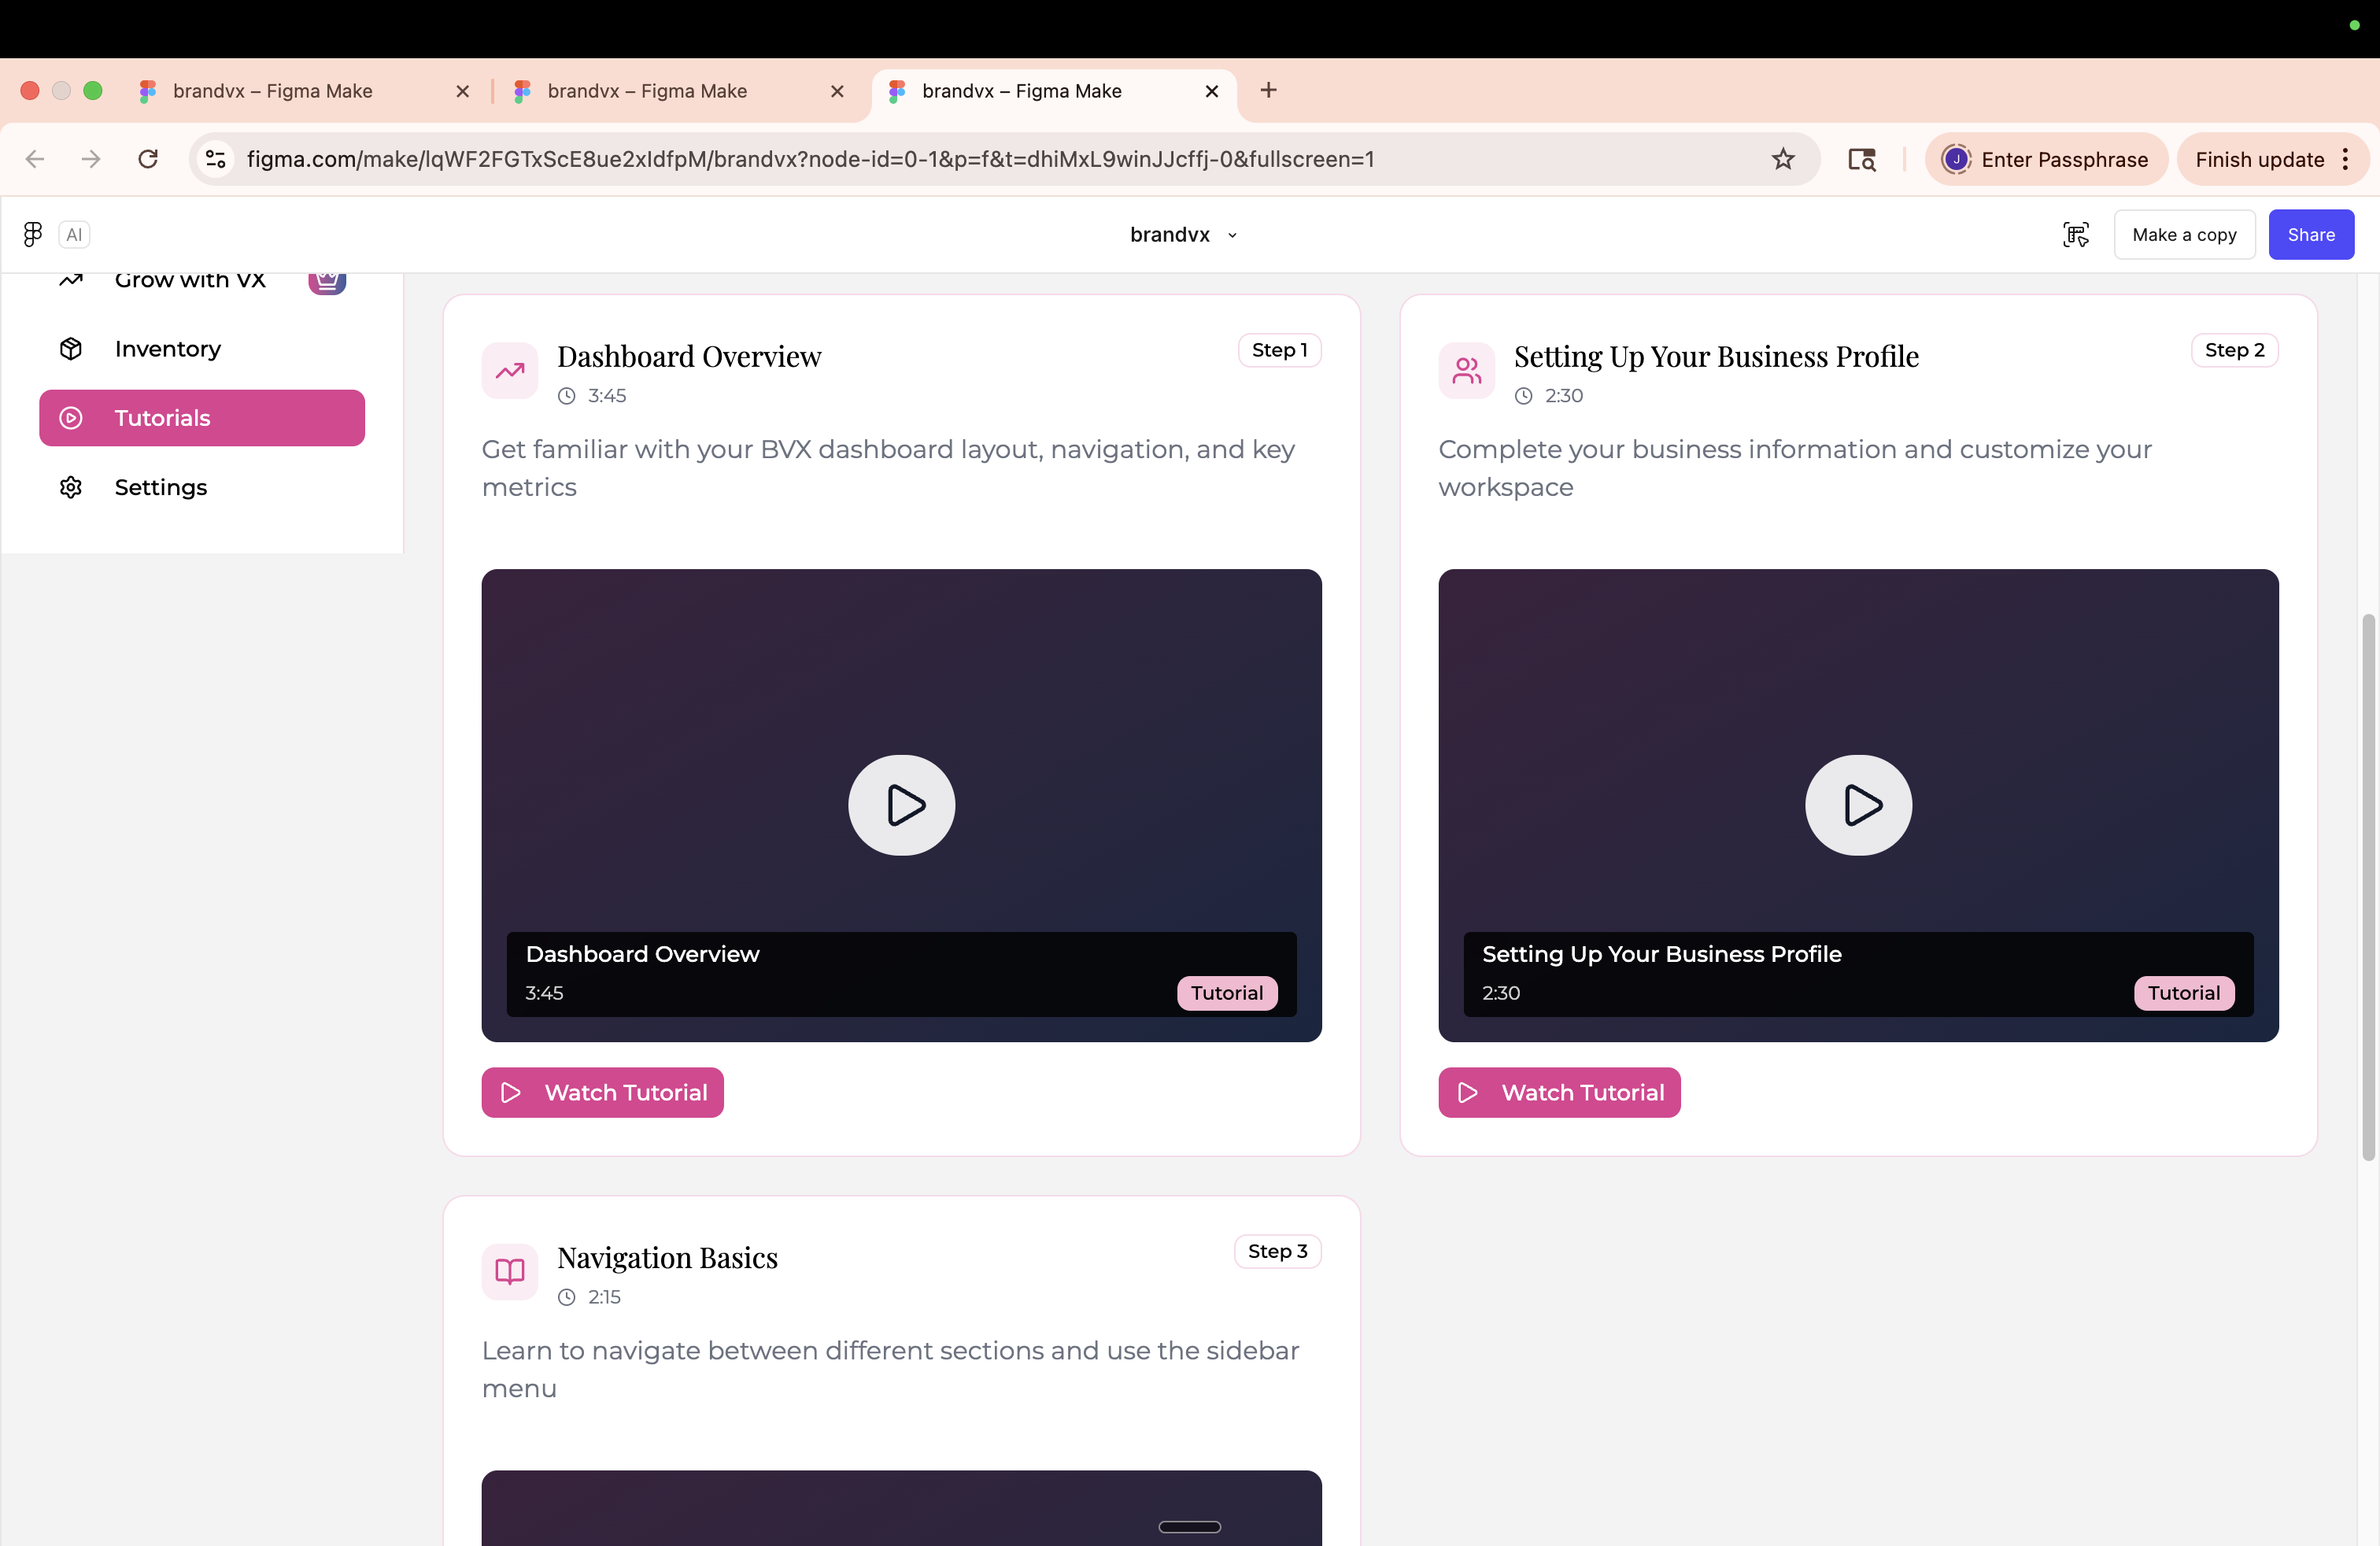 brandvx – Figma Make
brandvx – Figma Make
brandvx – Figma Make
figma.com/make/lqWF2FGTxScE8ue2xIdfpM/brandvx?node-id=0-1&p=f&t=dhiMxL9winJJcffj-0&fullscreen=1
J
Enter Passphrase
Finish update
AI
brandvx
Make a copy
Share
Grow with VX
Inventory
Tutorials
Settings
Dashboard Overview
Step 1
3:45
Get familiar with your BVX dashboard layout, navigation, and key
metrics
Dashboard Overview
3:45
Tutorial
Watch Tutorial
Setting Up Your Business Profile
Step 2
2:30
Complete your business information and customize your
workspace
Setting Up Your Business Profile
2:30
Tutorial
Watch Tutorial
Navigation Basics
Step 3
2:15
Learn to navigate between different sections and use the sidebar
menu